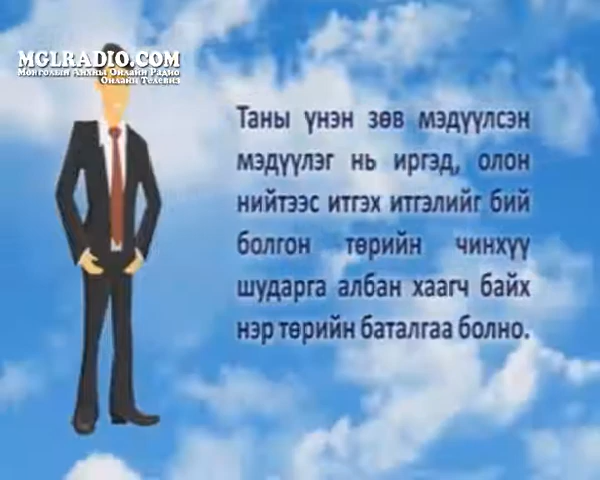 MGLRADIO.COM
Монголын Анхны Онлайн Радио
Онлайн Телевиз
Таны үнэн зөв мэдүүлсэн
мэдүүлэг нь иргэд, олон
нийтээс итгэх итгэлийг бий
болгон төрийн чинхүү
шударга албан хаагч байх
нэр төрийн баталгаа болно.